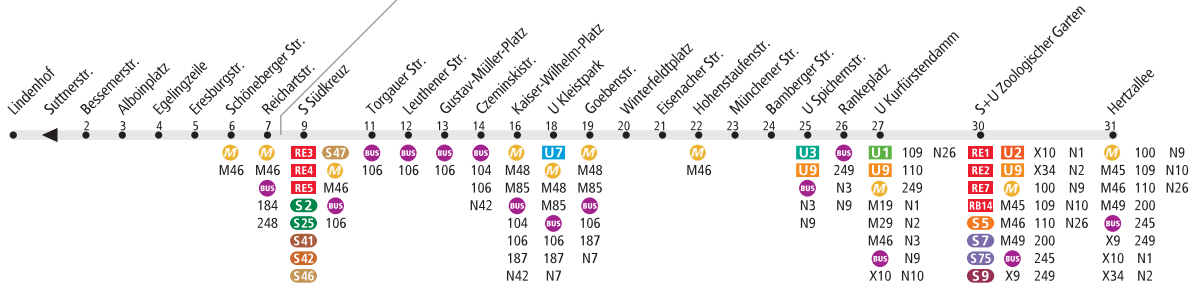 Lindenhof
Suttnerstr.
Bessemerstr.
Alboinplatz
Egelingzeile
Eresburgstr.
Schöneberger Str.
Reichartstr.
S Südkreuz
Torgauer Str.
Leuthener Str.
Gustav-Müller-Platz
Czeminskistr.
Kaiser-Wilhelm-Platz
U Kleistpark
Goebenstr.
Winterfeldtplatz
Eisenacher Str.
Hohenstaufenstr.
Münchener Str.
Bamberger Str.
U Spichernstr.
Rankeplatz
U Kurfürstendamm
S+U Zoologischer Garten
Hertzallee
2 3 4 5 6 7 9 11 12 13 14 16 18 19 20 21 22 23 24 25 26 27 30 31
M M RE3 S47 BUS BUS BUS BUS M U7 M M U3 BUS U1 109 N26 RE1 U2 X10 N1 M 100 N9
M46 M46 RE4 M 106 106 106 104 M48 M M48 M46 U9 249 U9 110 RE2 U9 X34 N2 M45 109 N10
BUS RE5 M46 106 M85 M48 M85 BUS N3 M 249 RE7 M 100 N9 M46 110 N26
184 S2 BUS N42 BUS M85 BUS N3 N9 M19 N1 RB14 M45 109 N10 M49 200
248 S25 106 104 BUS 106 N9 M29 N2 S5 M46 110 N26 BUS 245
S41 106 106 187 M46 N3 S7 M49 200 X9 249
S42 187 187 N7 BUS N9 S75 BUS 245 X10 N1
S46 N42 N7 X10 N10 S9 X9 249 X34 N2